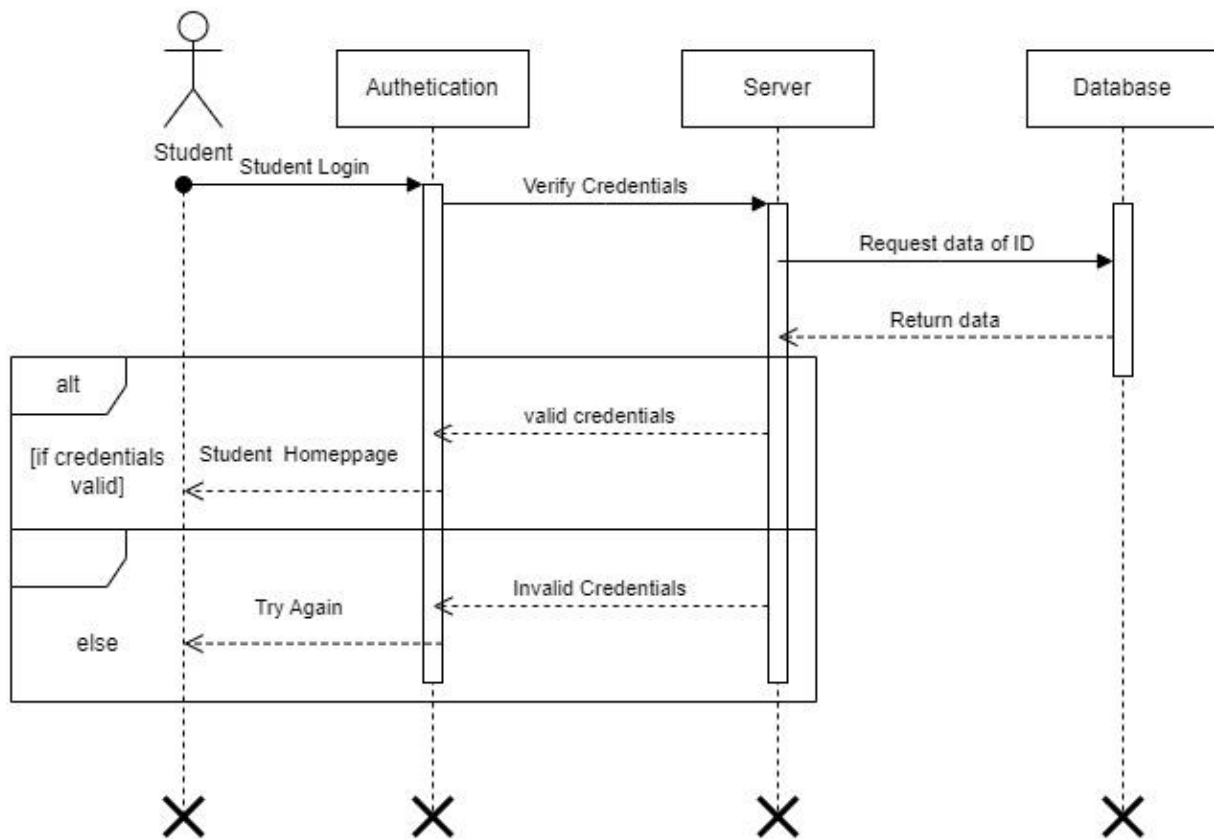 Authetication
Server
Database
Student
Student Login
Verify Credentials
Request data of ID
Return data
alt
valid credentials
[if credentials
valid]
Student Homeppage
Invalid Credentials
Try Again
else